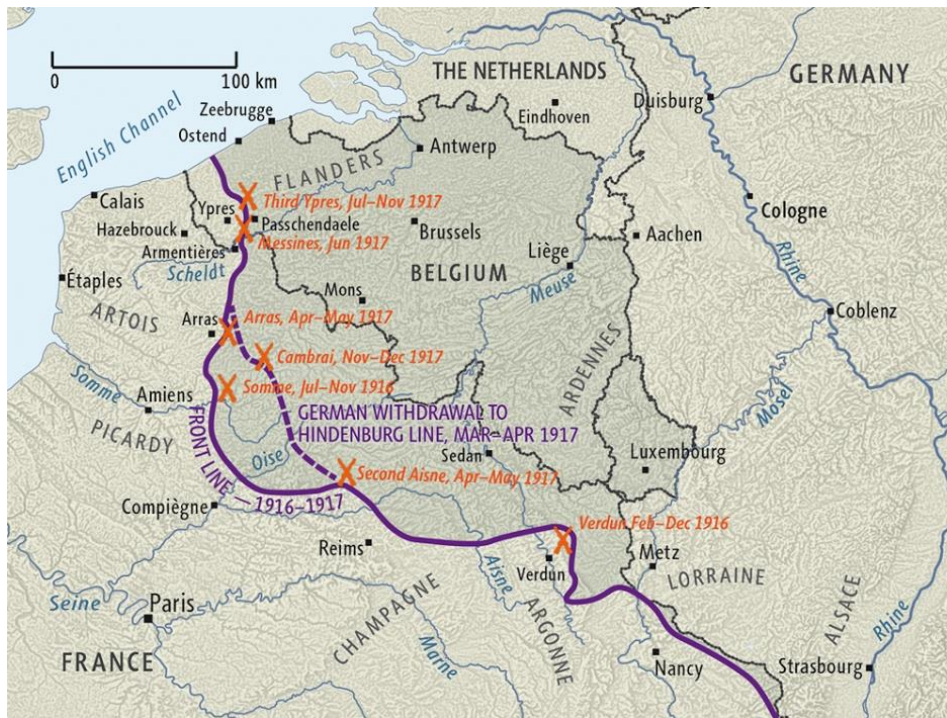 THE NETHERLANDS
GERMANY
0
100 km
Duisburg
Zeebrugge
Eindhoven
English Channel
Ostend
Antwerp
FLANDERS
Calais
Third Ypres, Jul–Nov 1917
Cologne
Ypres
Passchendaele
Hazebrouck
Messines, Jun 1917
Brussels
Aachen
Armentières
Liège
Scheldt
BELGIUM
Rhine
Étaples
Meuse
Mons
ARTOIS
Arras
Arras, Apr–May 1917
Coblenz
Cambrai, Nov–Dec 1917
ARDENNES
Somme
Somme, Jul–Nov 1916
Mosel
Amiens
GERMAN WITHDRAWAL TO
HINDENBURG LINE, MAR–APR 1917
PICARDY
FRONT LINE — 1916–1917
Oise
Sedan
Luxembourg
Second Aisne, Apr–May 1917
Compiègne
Verdun Feb–Dec 1916
Reims
Metz
Aisne
Verdun
LORRAINE
Seine
Paris
CHAMPAGNE
ARGONNE
ALSACE
Rhine
Marne
FRANCE
Nancy
Strasbourg